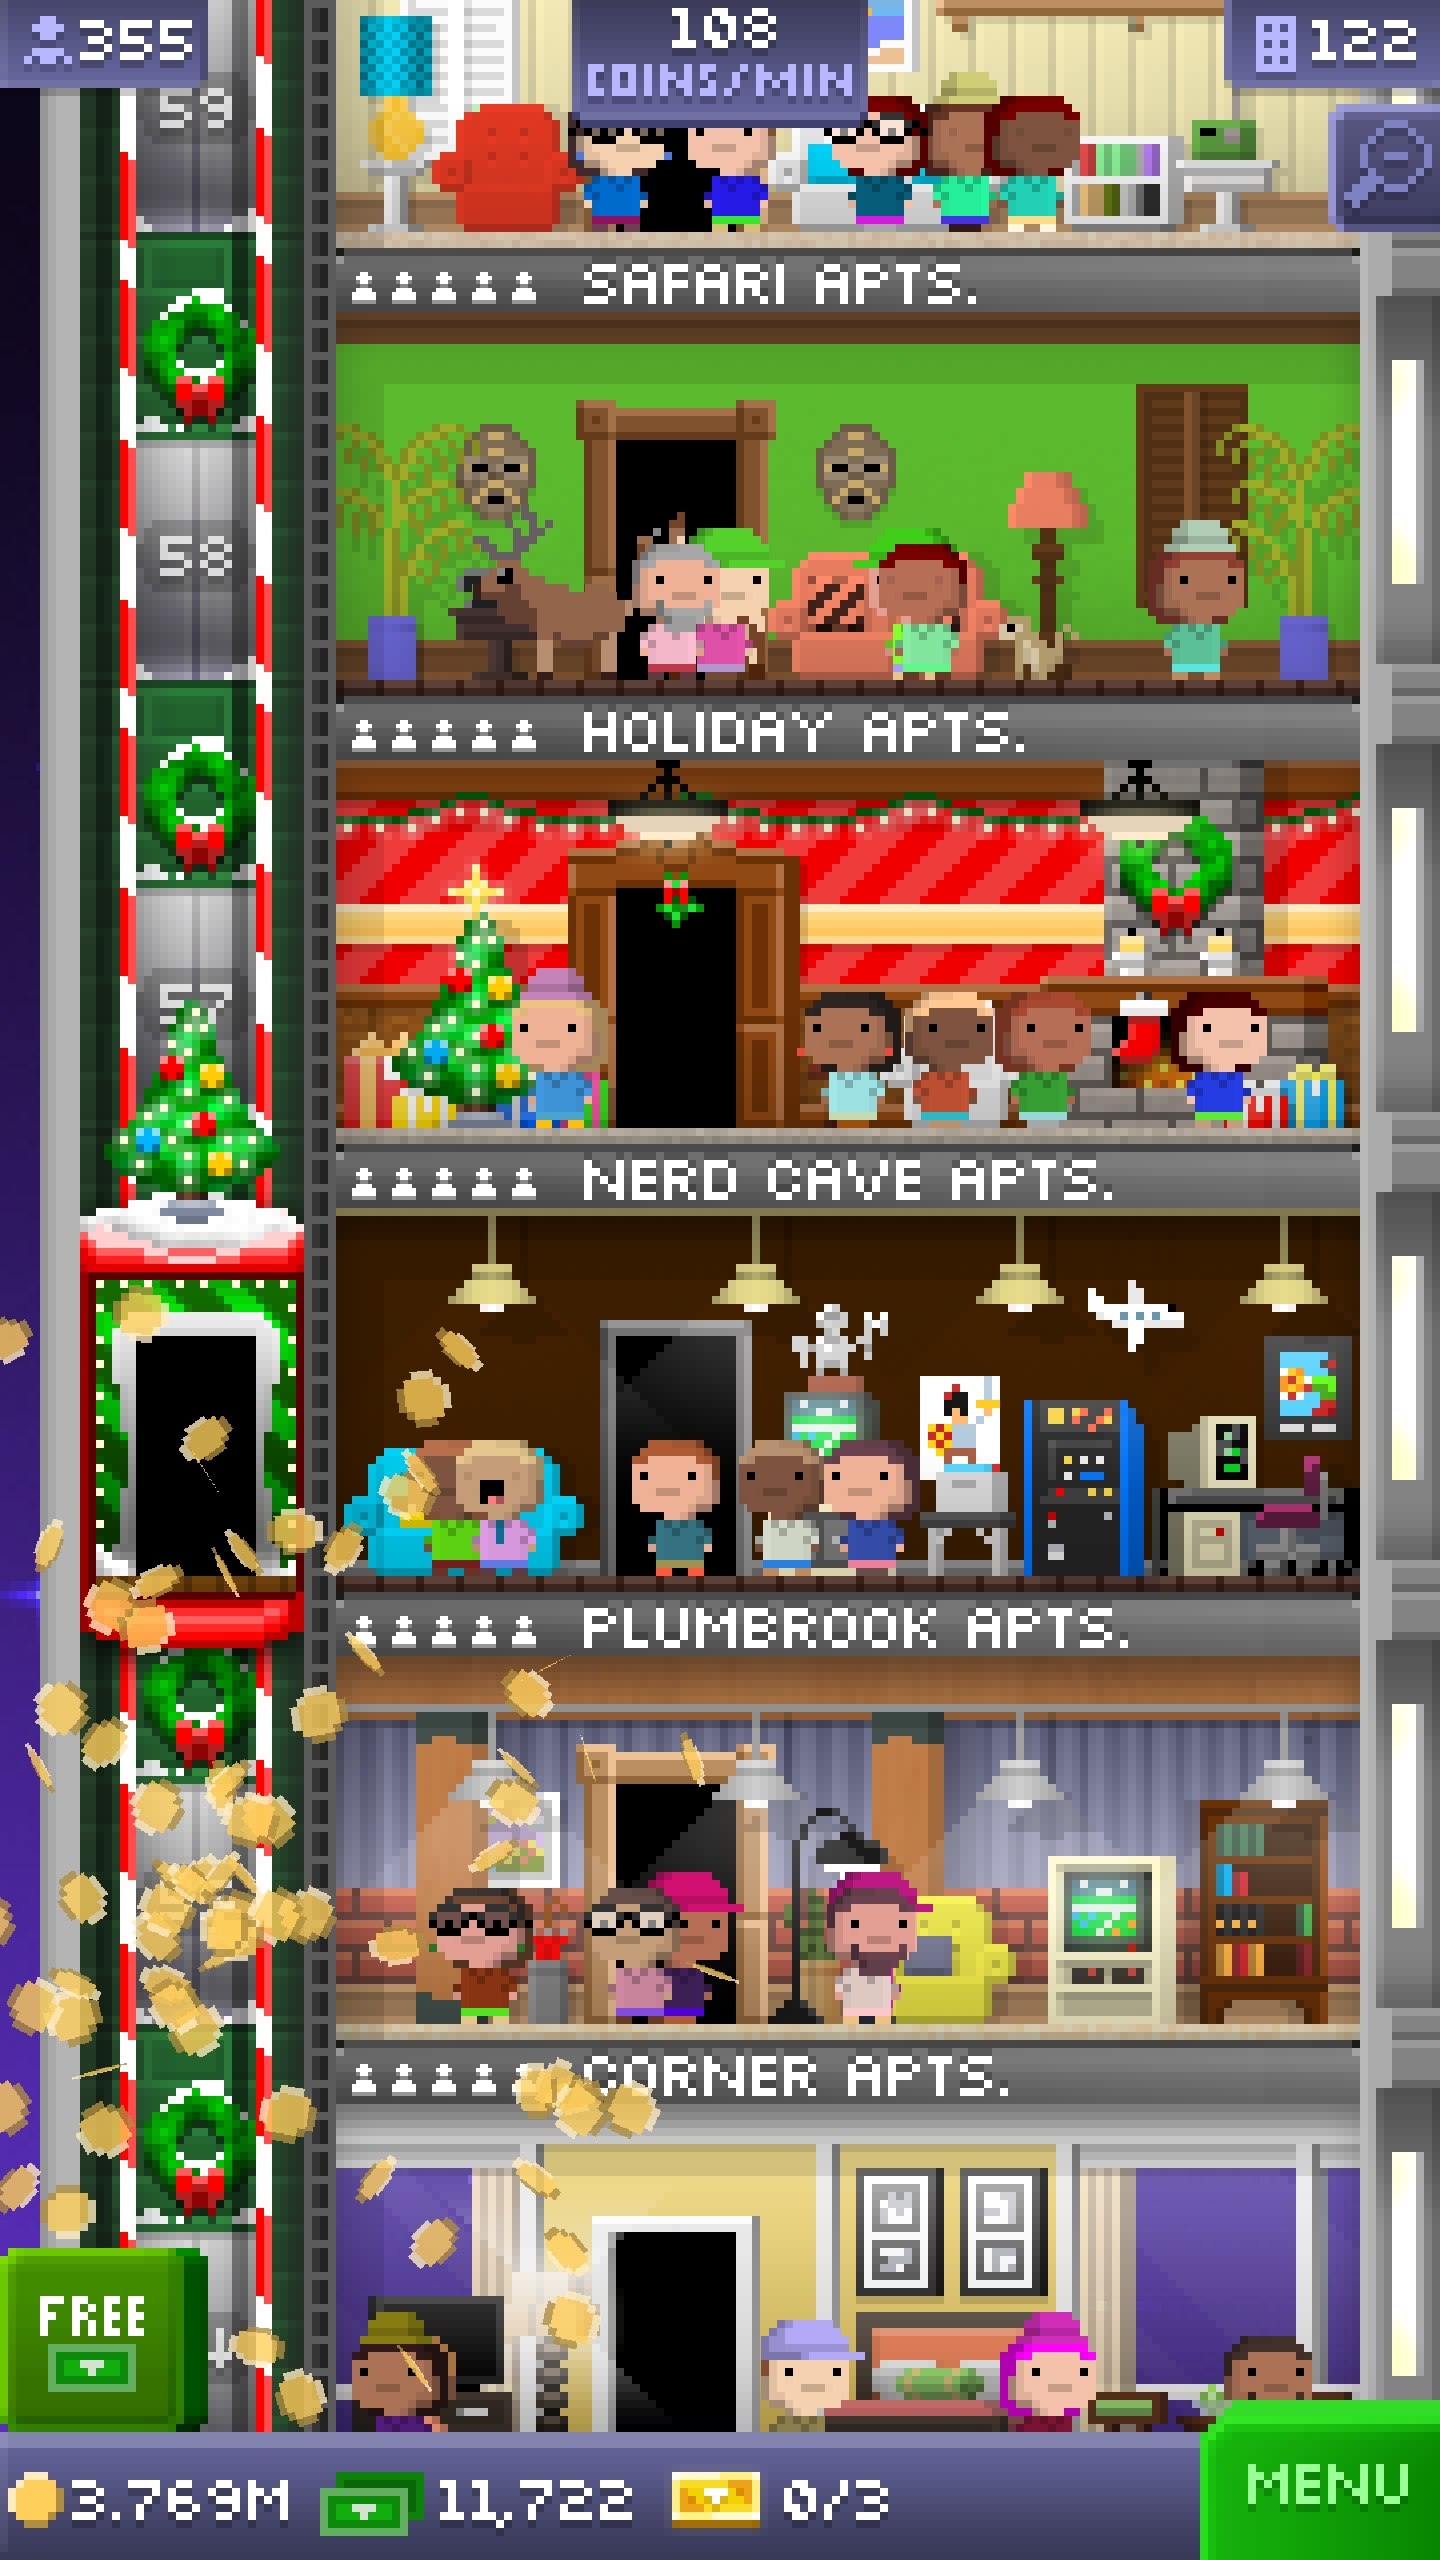 355
108
COINS/MIN
122
59
SAFARI APTS.
58
HOLIDAY APTS.
57
NERD CAVE APTS.
PLUMBROOK APTS.
CORNER APTS.
FREE
3.769M
11,722
0/3
MENU